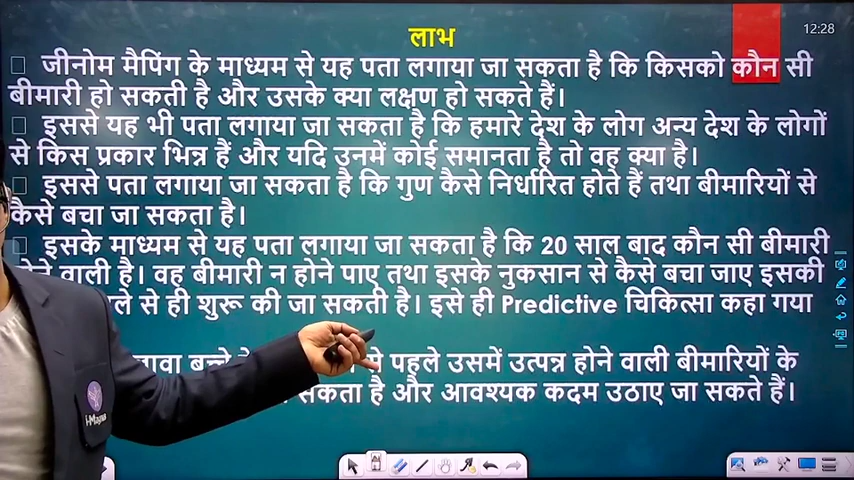 लाभ
12:28
जीनोम मैपिंग के माध्यम से यह पता लगाया जा सकता है कि किसको कौन सी
बीमारी हो सकती है और उसके क्या लक्षण हो सकते हैं।
इससे यह भी पता लगाया जा सकता है कि हमारे देश के लोग अन्य देश के लोगों
से किस प्रकार भिन्न हैं और यदि उनमें कोई समानता है तो वह क्या है।
इससे पता लगाया जा सकता है कि गुण कैसे निर्धारित होते हैं तथा बीमारियों से
कैसे बचा जा सकता है।
इसके माध्यम से यह पता लगाया जा सकता है कि 20 साल बाद कौन सी बीमारी
वाली है। वह बीमारी न होने पाए तथा इसके नुकसान से कैसे बचा जाए इसकी
से ही शुरू की जा सकती है। इसे ही Predictive चिकित्सा कहा गया
पहले उसमें उत्पन्न होने वाली बीमारियों के
सकता है और आवश्यक कदम उठाए जा सकते हैं।